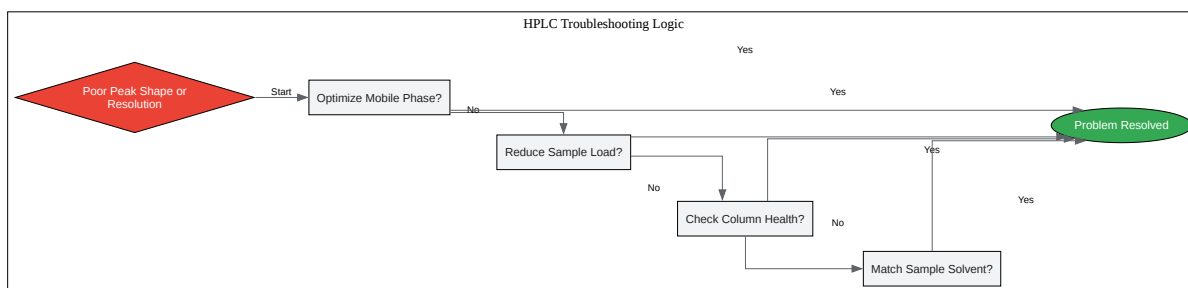 HPLC Troubleshooting Logic
Yes
Poor Peak Shape or
Resolution
Start
Optimize Mobile Phase?
Yes
No
Problem Resolved
Reduce Sample Load?
Yes
No
Yes
Check Column Health?
No
Match Sample Solvent?